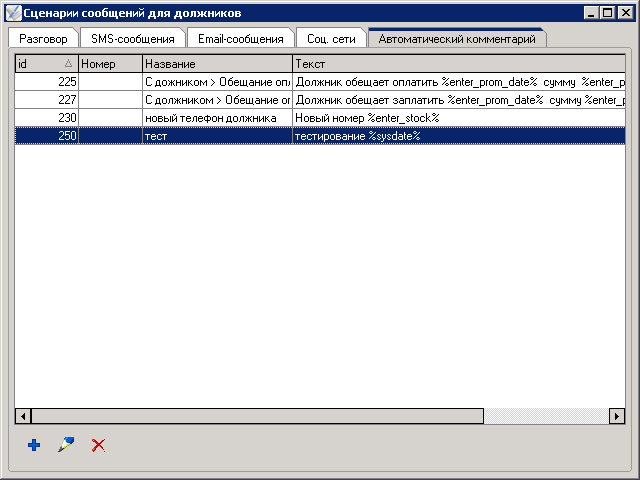 Сценарии сообщений для должников
Разговор SMS-сообщения Email-сообщения Соц. сети Автоматический комментарий
id Номер Название Текст
225 С дожником > Обещание опл Должник обещает оплатить %enter_prom_date% сумму %enter_p
227 С должником > Обещание оп Должник обещает заплатить %enter_prom_date% сумму %enter_p
230 новый телефон должника Новый номер %enter_stock%
250 тест тестирование %sysdate%